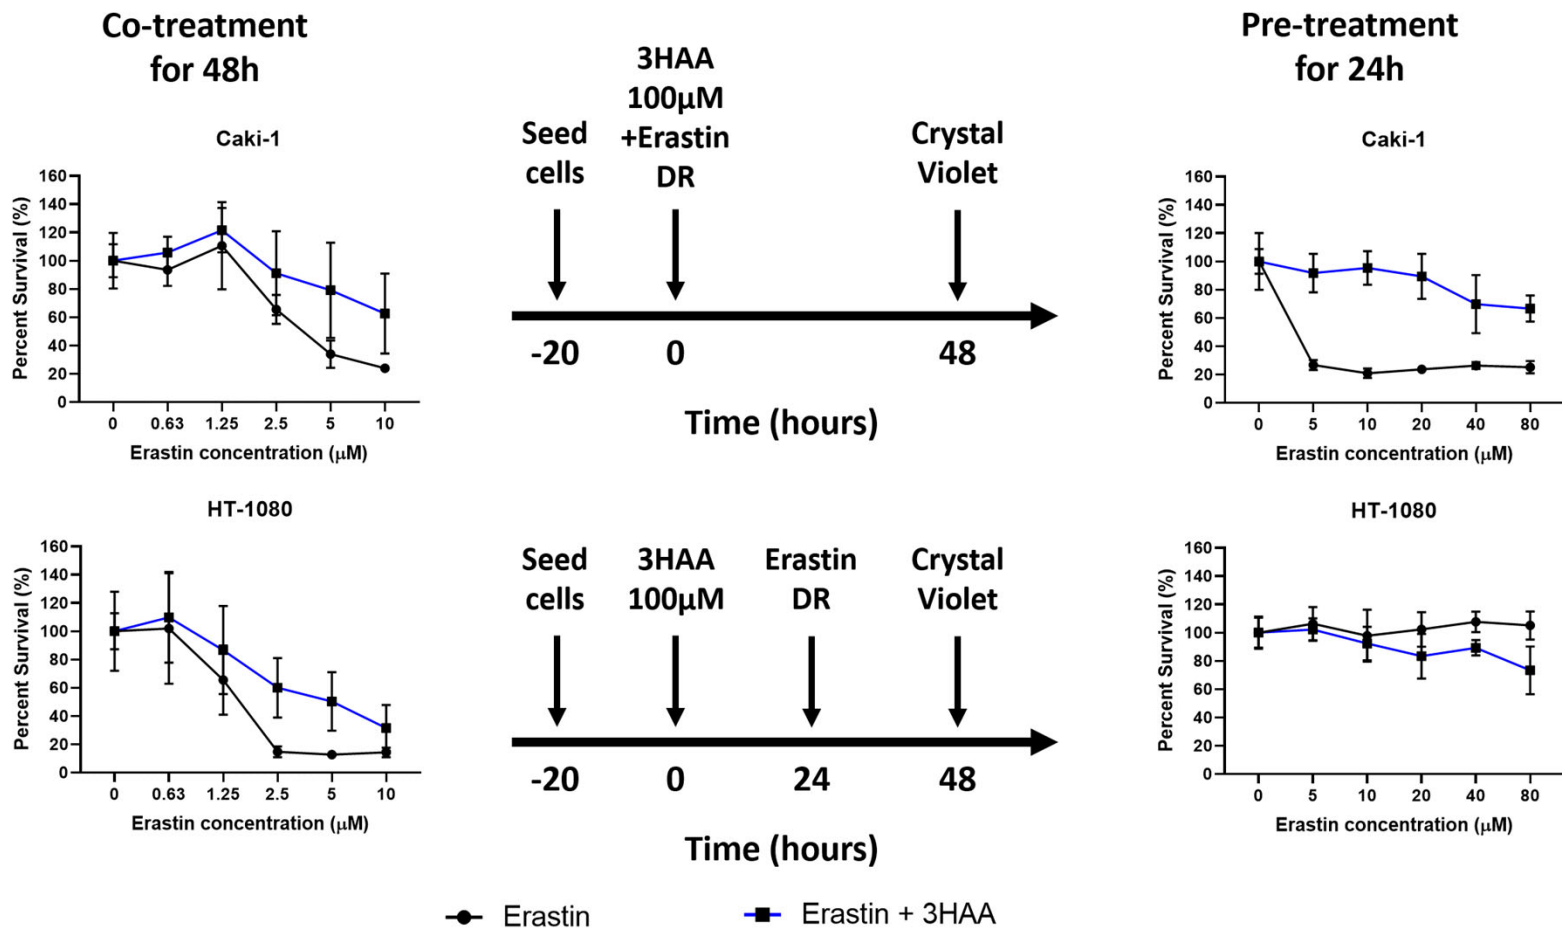 Co-treatment
for 48h
Caki-1
Percent Survival (%)
160
140
120
100
80
60
40
20
0
0 0.63 1.25 2.5 5 10
Erastin concentration (μM)
HT-1080
Percent Survival (%)
160
140
120
100
80
60
40
20
0
0 0.63 1.25 2.5 5 10
Erastin concentration (μM)
Seed
cells
3HAA
100μM
+Erastin
DR
Crystal
Violet
-20 0 48
Time (hours)
Seed
cells
3HAA
100μM
Erastin
DR
Crystal
Violet
-20 0 24 48
Time (hours)
Pre-treatment
for 24h
Caki-1
Percent Survival (%)
160
140
120
100
80
60
40
20
0
0 5 10 20 40 80
Erastin concentration (μM)
HT-1080
Percent Survival (%)
160
140
120
100
80
60
40
20
0
0 5 10 20 40 80
Erastin concentration (μM)
Erastin
Erastin + 3HAA